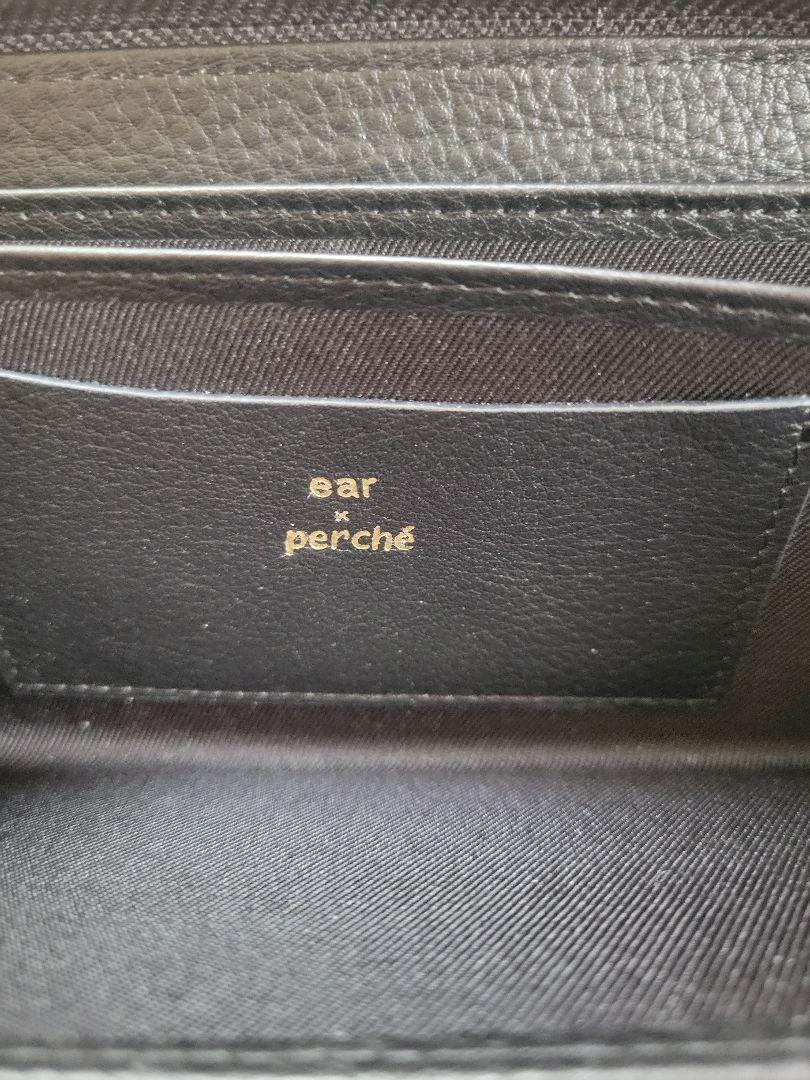 ear
×
perché